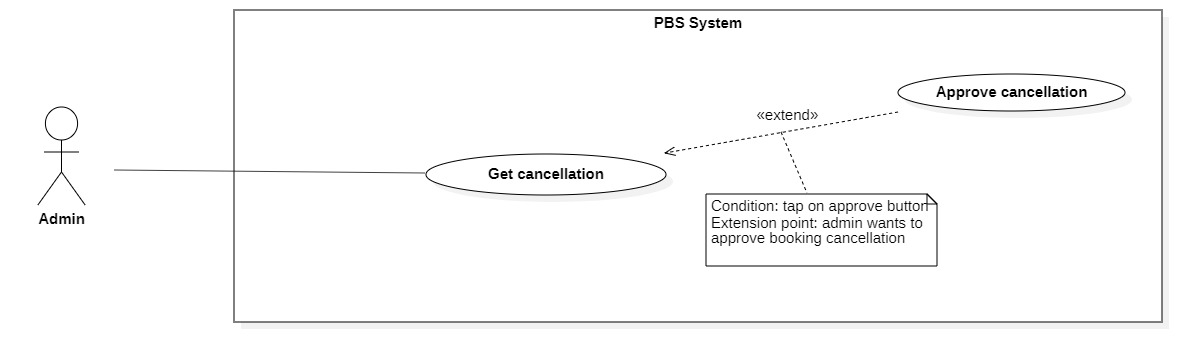 PBS System
Approve cancellation
«extend»
Get cancellation
Condition: tap on approve button
Extension point: admin wants to
approve booking cancellation
Admin